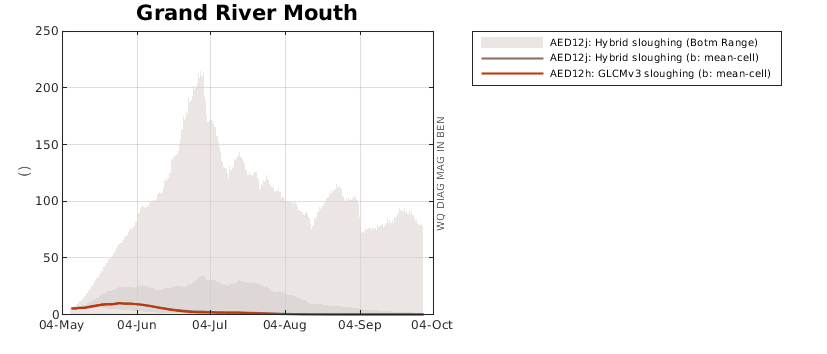 Grand River Mouth
250
200
150
100
50
0
()
04-May
04-Jun
04-Jul
04-Aug
04-Sep
04-Oct
WQ DIAG MAG IN BEN
AED12j: Hybrid sloughing (Botm Range)
AED12j: Hybrid sloughing (b: mean-cell)
AED12h: GLCMv3 sloughing (b: mean-cell)